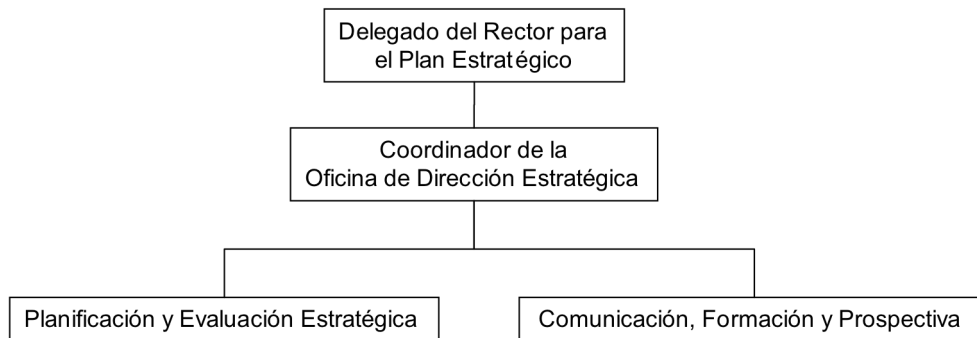 Delegado del Rector para
el Plan Estratégico
Coordinador de la
Oficina de Dirección Estratégica
Planificación y Evaluación Estratégica
Comunicación, Formación y Prospectiva